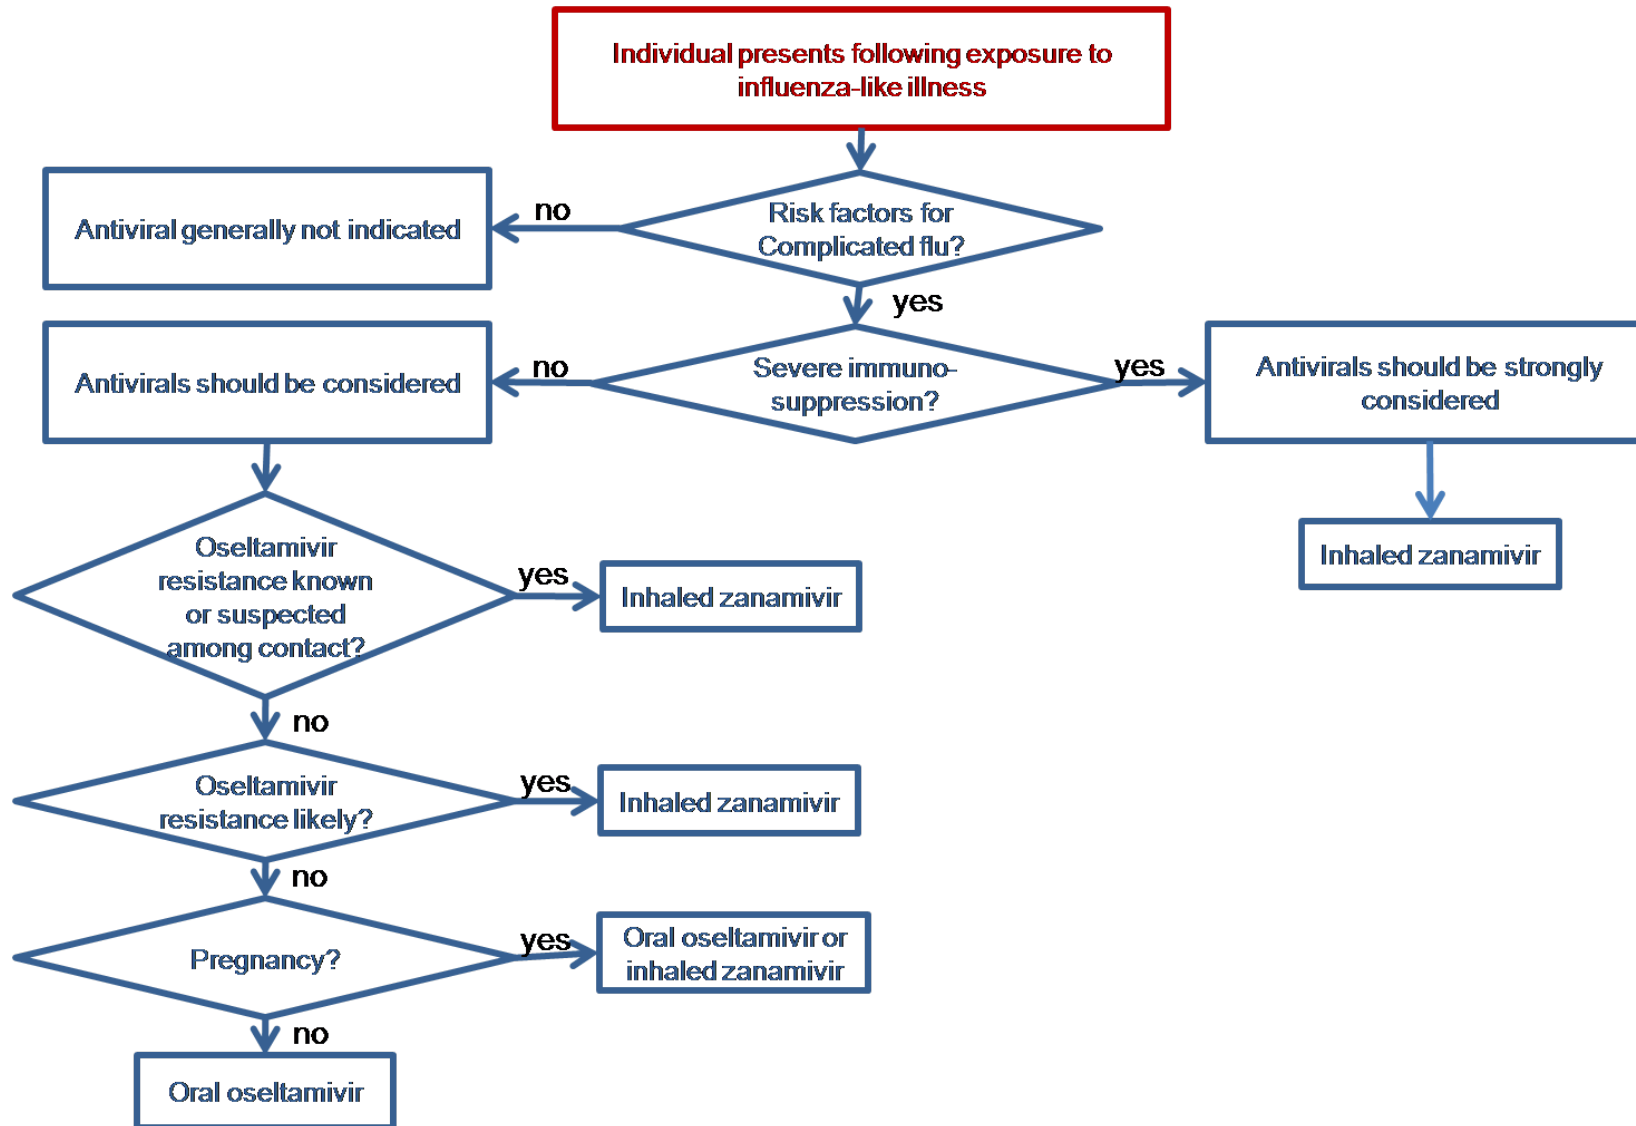 Individual presents following exposure to
influenza-like illness
no
Antiviral generally not indicated
Risk factors for
Complicated flu?
yes
no
Antivirals should be considered
Severe immuno-
suppression?
yes
Antivirals should be strongly
considered
Inhaled zanamivir
Oseltamivir
resistance known
or suspected
among contact?
yes
Inhaled zanamivir
no
Oseltamivir
resistance likely?
yes
Inhaled zanamivir
no
Pregnancy?
yes
Oral oseltamivir or
inhaled zanamivir
no
Oral oseltamivir